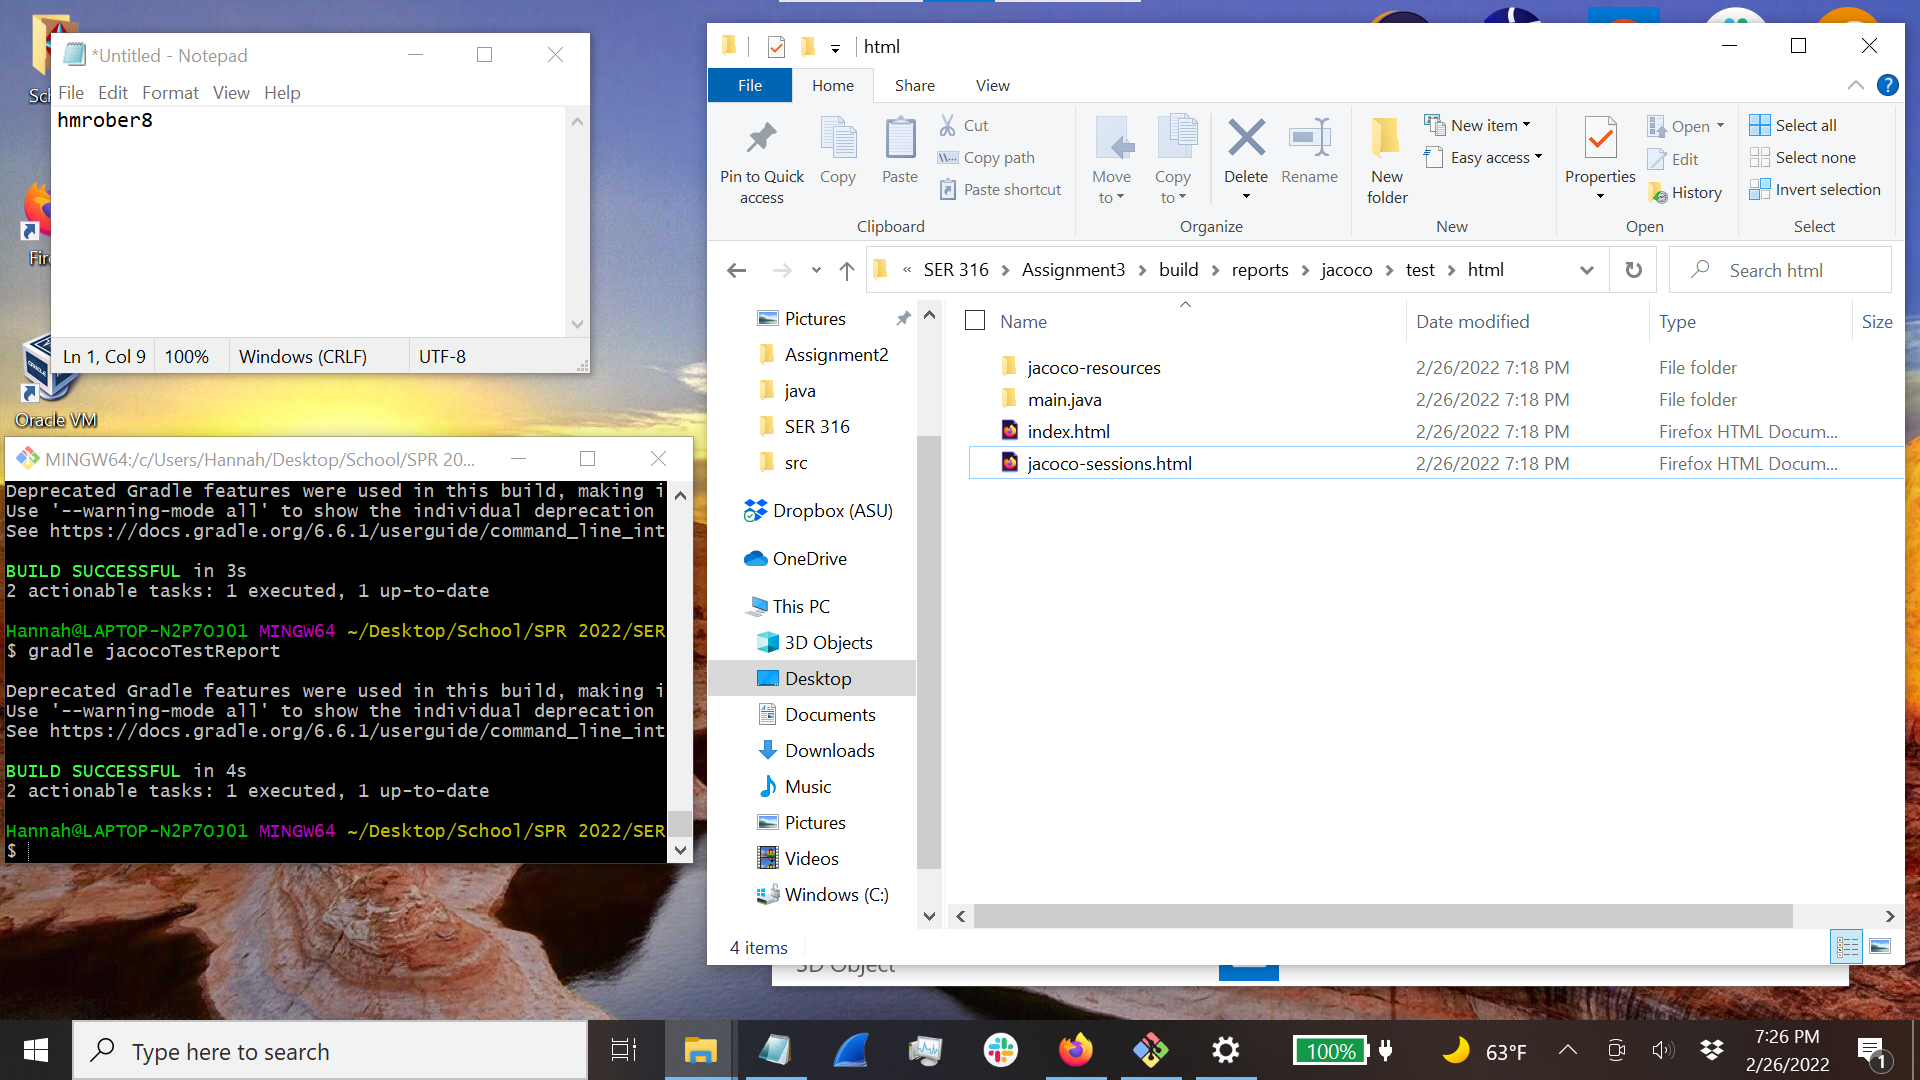 *Untitled - Notepad
File Edit Format View Help
hmrober8
Ln 1, Col 9 100% Windows (CRLF) UTF-8
Oracle VM
MINGW64:/c/Users/Hannah/Desktop/School/SPR 20...
Deprecated Gradle features were used in this build, making i
Use '--warning-mode all' to show the individual deprecation
See https://docs.gradle.org/6.6.1/userguide/command_line_int
BUILD SUCCESSFUL in 3s
2 actionable tasks: 1 executed, 1 up-to-date
Hannah@LAPTOP-N2P7OJO1 MINGW64 ~/Desktop/School/SPR 2022/SER
$ gradle jacocoTestReport
Deprecated Gradle features were used in this build, making i
Use '--warning-mode all' to show the individual deprecation
See https://docs.gradle.org/6.6.1/userguide/command_line_int
BUILD SUCCESSFUL in 4s
2 actionable tasks: 1 executed, 1 up-to-date
Hannah@LAPTOP-N2P7OJO1 MINGW64 ~/Desktop/School/SPR 2022/SER
$
html
File Home Share View
Pin to Quick access
Copy
Paste
Cut
Copy path
Paste shortcut
Clipboard
Move to
Copy to
Delete
Rename
Organize
New folder
New item
Easy access
New
Properties
Open
Edit
History
Open
Select all
Select none
Invert selection
Select
« SER 316 > Assignment3 > build > reports > jacoco > test > html
Search html
Pictures
Assignment2
java
SER 316
src
Dropbox (ASU)
OneDrive
This PC
3D Objects
Desktop
Documents
Downloads
Music
Pictures
Videos
Windows (C:)
Name Date modified Type Size
jacoco-resources 2/26/2022 7:18 PM File folder
main.java 2/26/2022 7:18 PM File folder
index.html 2/26/2022 7:18 PM Firefox HTML Docum...
jacoco-sessions.html 2/26/2022 7:18 PM Firefox HTML Docum...
4 items
3D Object
Type here to search
100%
63°F
7:26 PM
2/26/2022
1